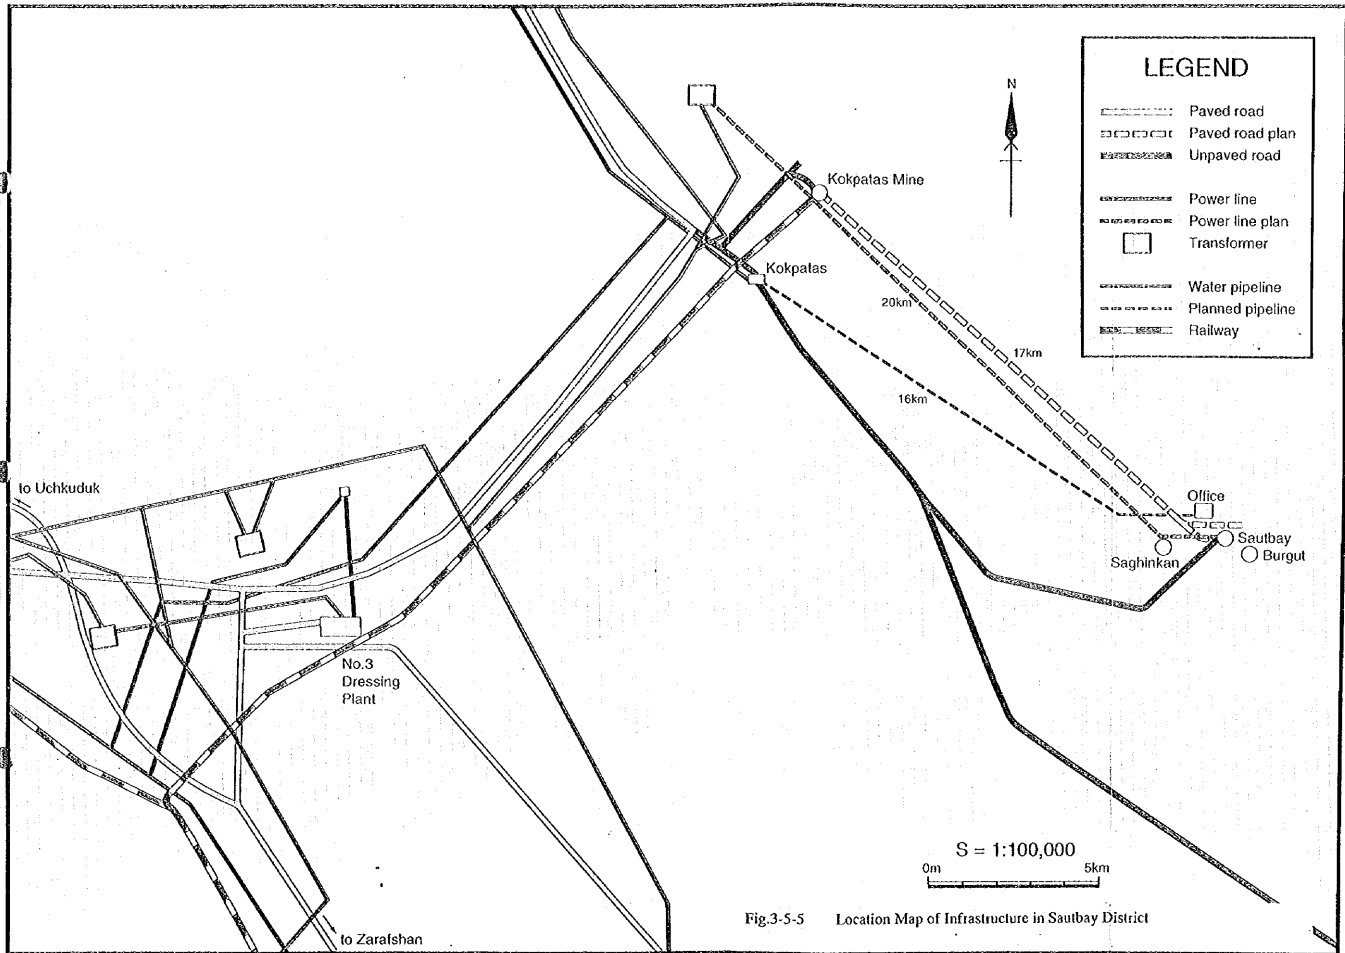 LEGEND
Paved road
Paved road plan
Unpaved road
Power line
Power line plan
Transformer
Water pipeline
Planned pipeline
Railway
N
Kokpatas Mine
Kokpatas
20km
17km
16km
to Uchkuduk
Office
Sautbay
Saghinkan
Burgut
No.3
Dressing
Plant
S = 1:100,000
0m 5km
Fig.3-5-5 Location Map of Infrastructure in Sautbay District
to Zarafshan